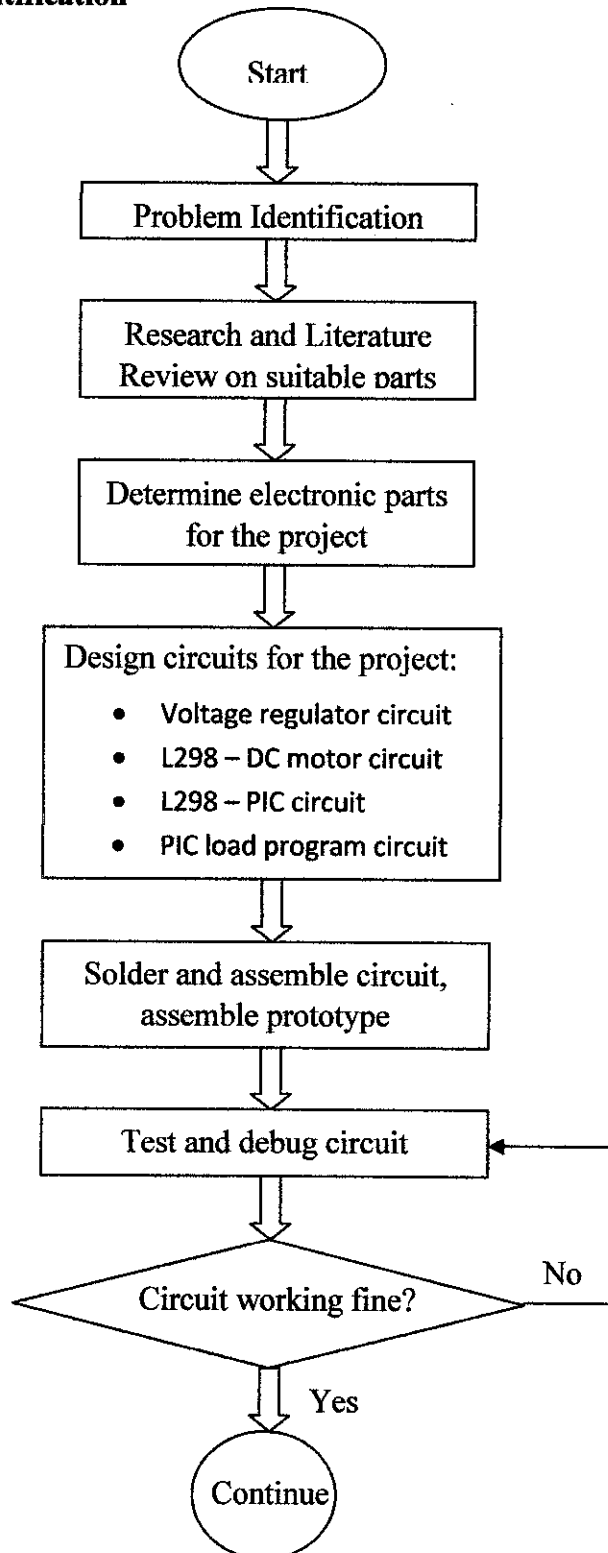 Start
Problem Identification
Research and Literature
Review on suitable parts
Determine electronic parts
for the project
Design circuits for the project:
• Voltage regulator circuit
• L298 – DC motor circuit
• L298 – PIC circuit
• PIC load program circuit
Solder and assemble circuit,
assemble prototype
Test and debug circuit
Circuit working fine?
No
Yes
Continue